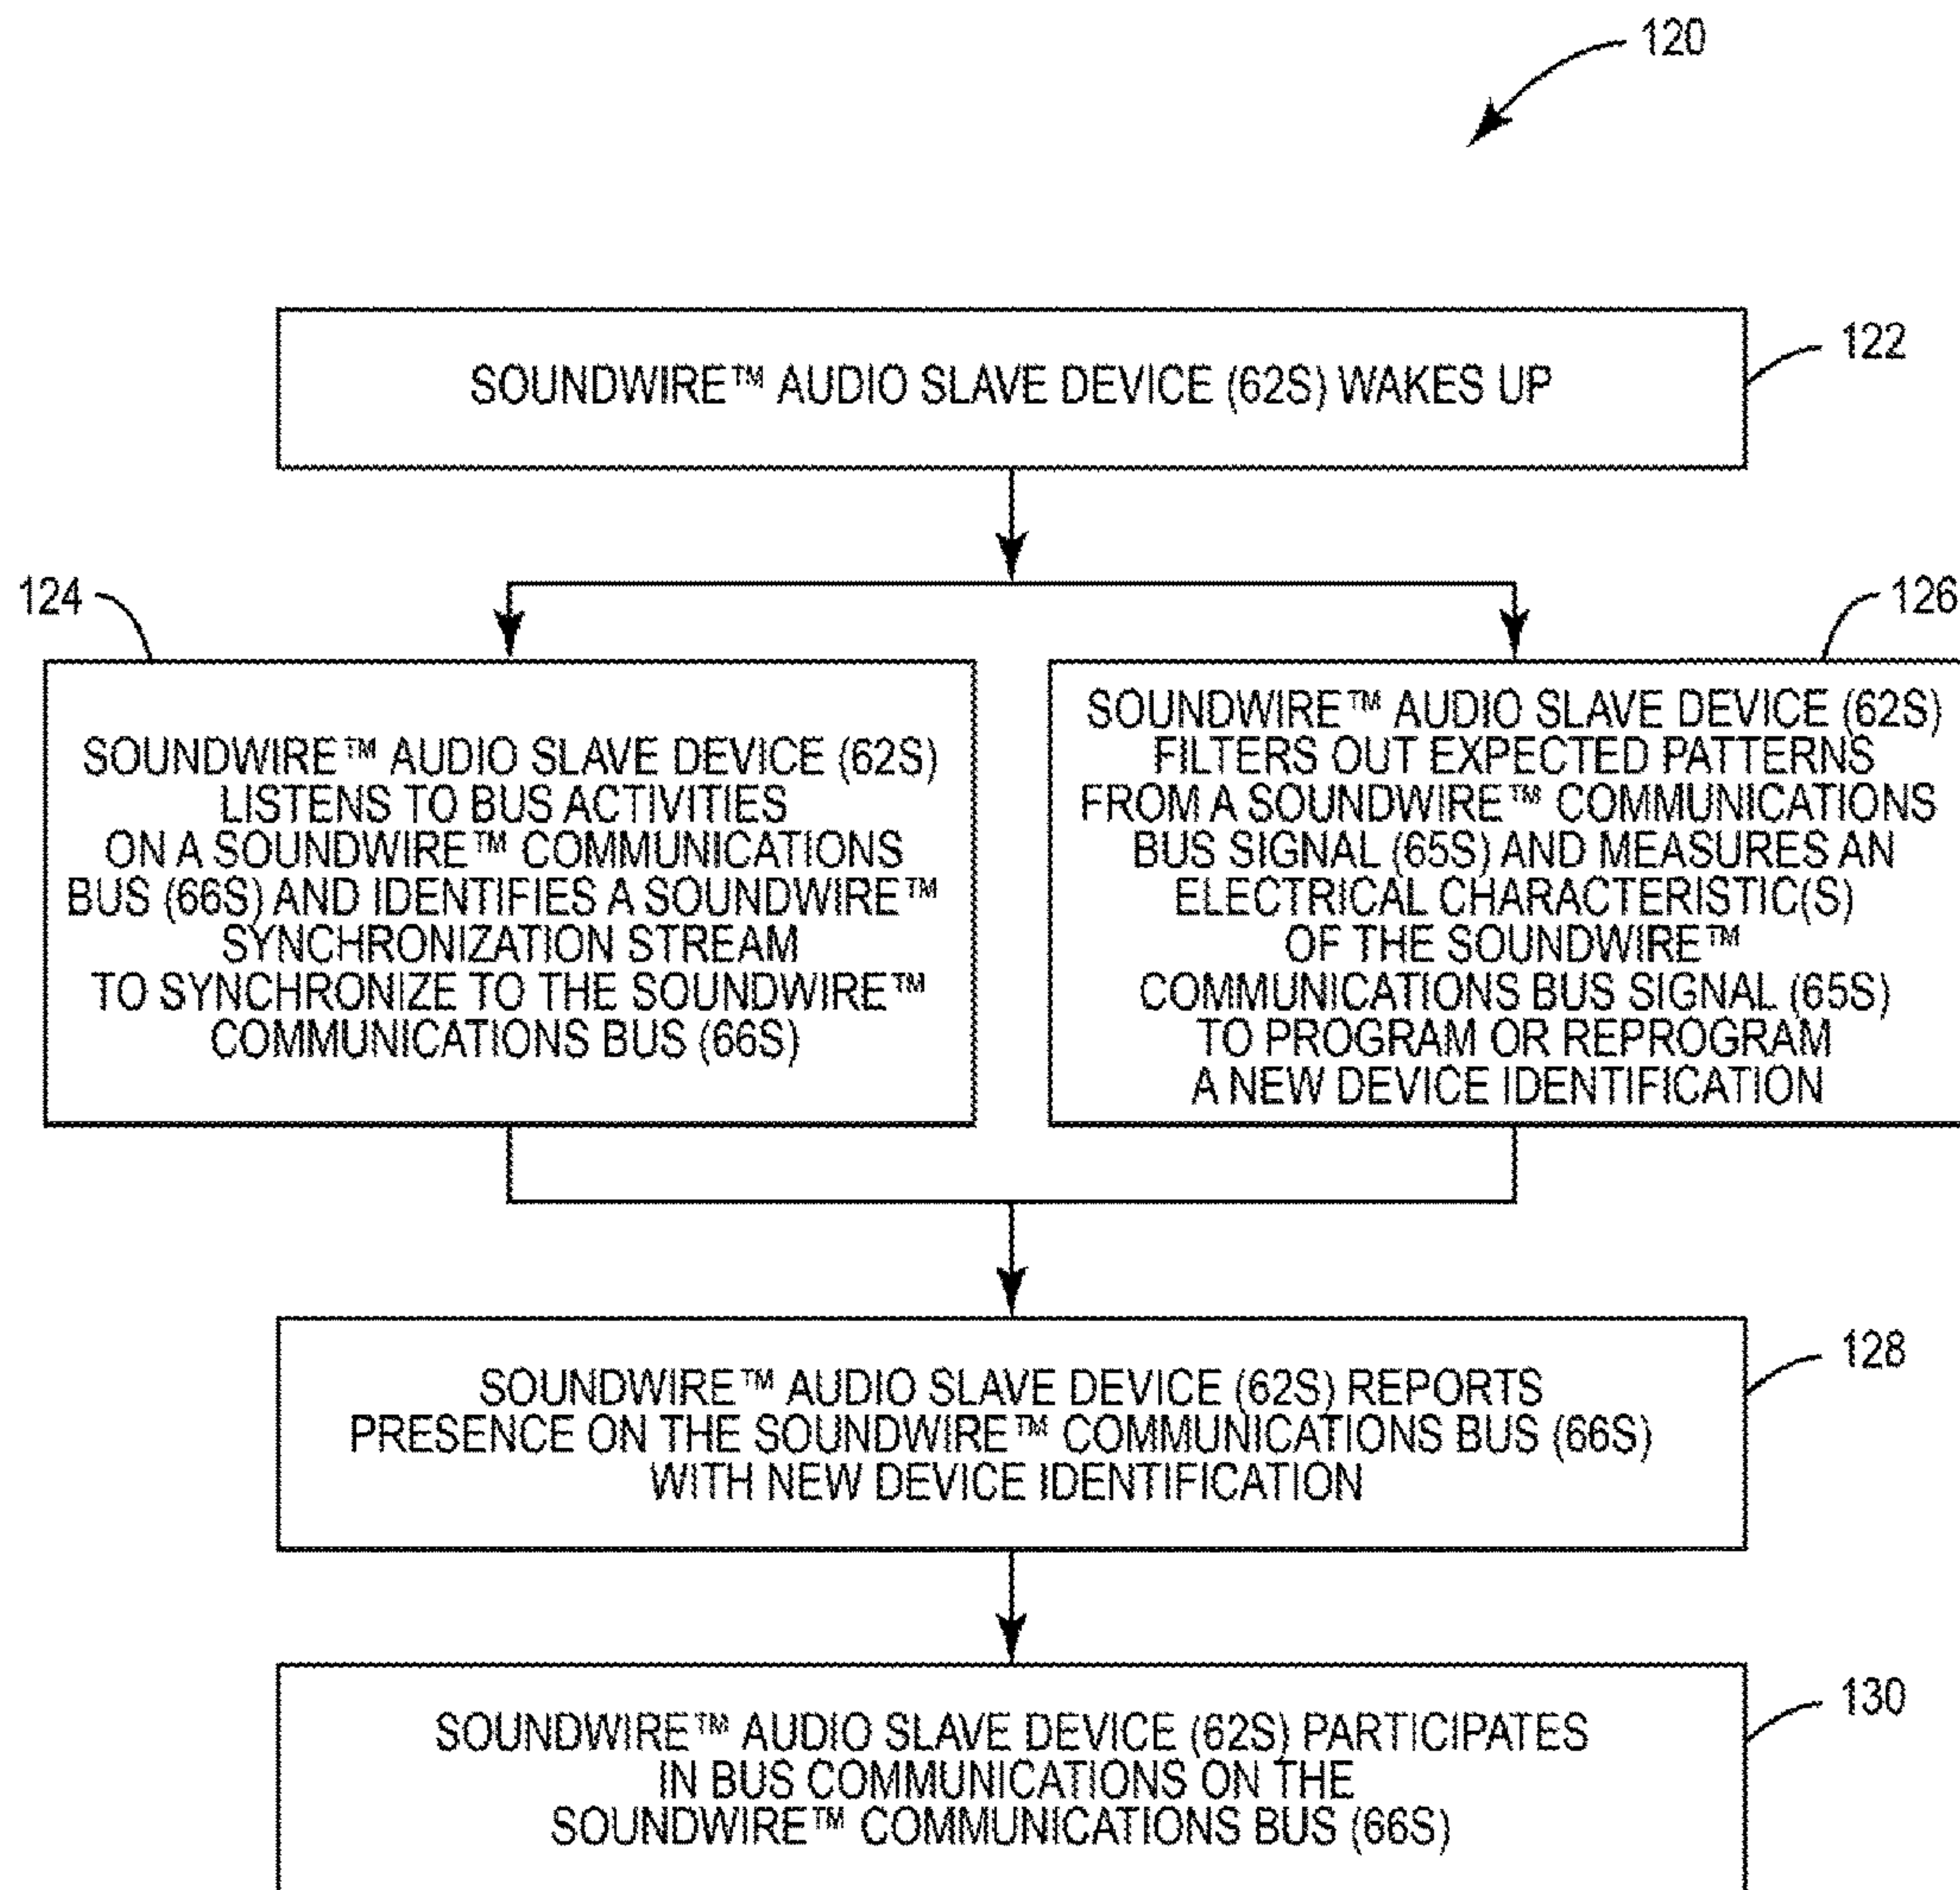 120
SOUNDWIRE™ AUDIO SLAVE DEVICE (62S) WAKES UP
122
124
SOUNDWIRE™ AUDIO SLAVE DEVICE (62S)
LISTENS TO BUS ACTIVITIES
ON A SOUNDWIRE™ COMMUNICATIONS
BUS (66S) AND IDENTIFIES A SOUNDWIRE™
SYNCHRONIZATION STREAM
TO SYNCHRONIZE TO THE SOUNDWIRE™
COMMUNICATIONS BUS (66S)
126
SOUNDWIRE™ AUDIO SLAVE DEVICE (62S)
FILTERS OUT EXPECTED PATTERNS
FROM A SOUNDWIRE™ COMMUNICATIONS
BUS SIGNAL (65S) AND MEASURES AN
ELECTRICAL CHARACTERISTIC(S)
OF THE SOUNDWIRE™
COMMUNICATIONS BUS SIGNAL (65S)
TO PROGRAM OR REPROGRAM
A NEW DEVICE IDENTIFICATION
SOUNDWIRE™ AUDIO SLAVE DEVICE (62S) REPORTS
PRESENCE ON THE SOUNDWIRE™ COMMUNICATIONS BUS (66S)
WITH NEW DEVICE IDENTIFICATION
128
SOUNDWIRE™ AUDIO SLAVE DEVICE (62S) PARTICIPATES
IN BUS COMMUNICATIONS ON THE
SOUNDWIRE™ COMMUNICATIONS BUS (66S)
130